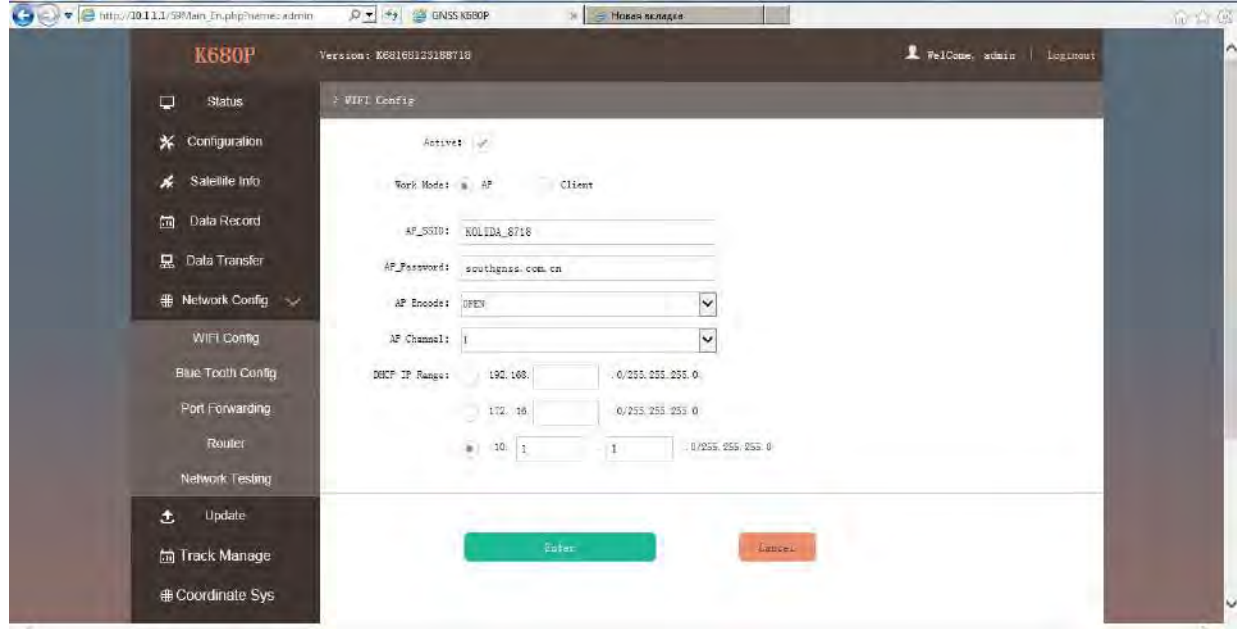 http://10.1.1.1/S9Main_En.php?name=admin GNSS K680P Новая вкладка
K680P Version: K68168123188718 WelCome, admin | Loginout
Status
> WIFI Config
Active:
Configuration
Work Mode: AP Client
Satellite Info
Data Record
AP_SSID: KOLIDA_8718
Data Transfer
AP_Password: southgnss.com.cn
Network Config
AP Encode: OPEN
WIFI Config
AP Channel: 1
Blue Tooth Config
DHCP IP Range: 192.168. .0/255.255.255.0
Port Forwarding
172. 16. .0/255.255.255.0
Router
10. 1 . 1 .0/255.255.255.0
Network Testing
Update
Enter Cancel
Track Manage
Coordinate Sys